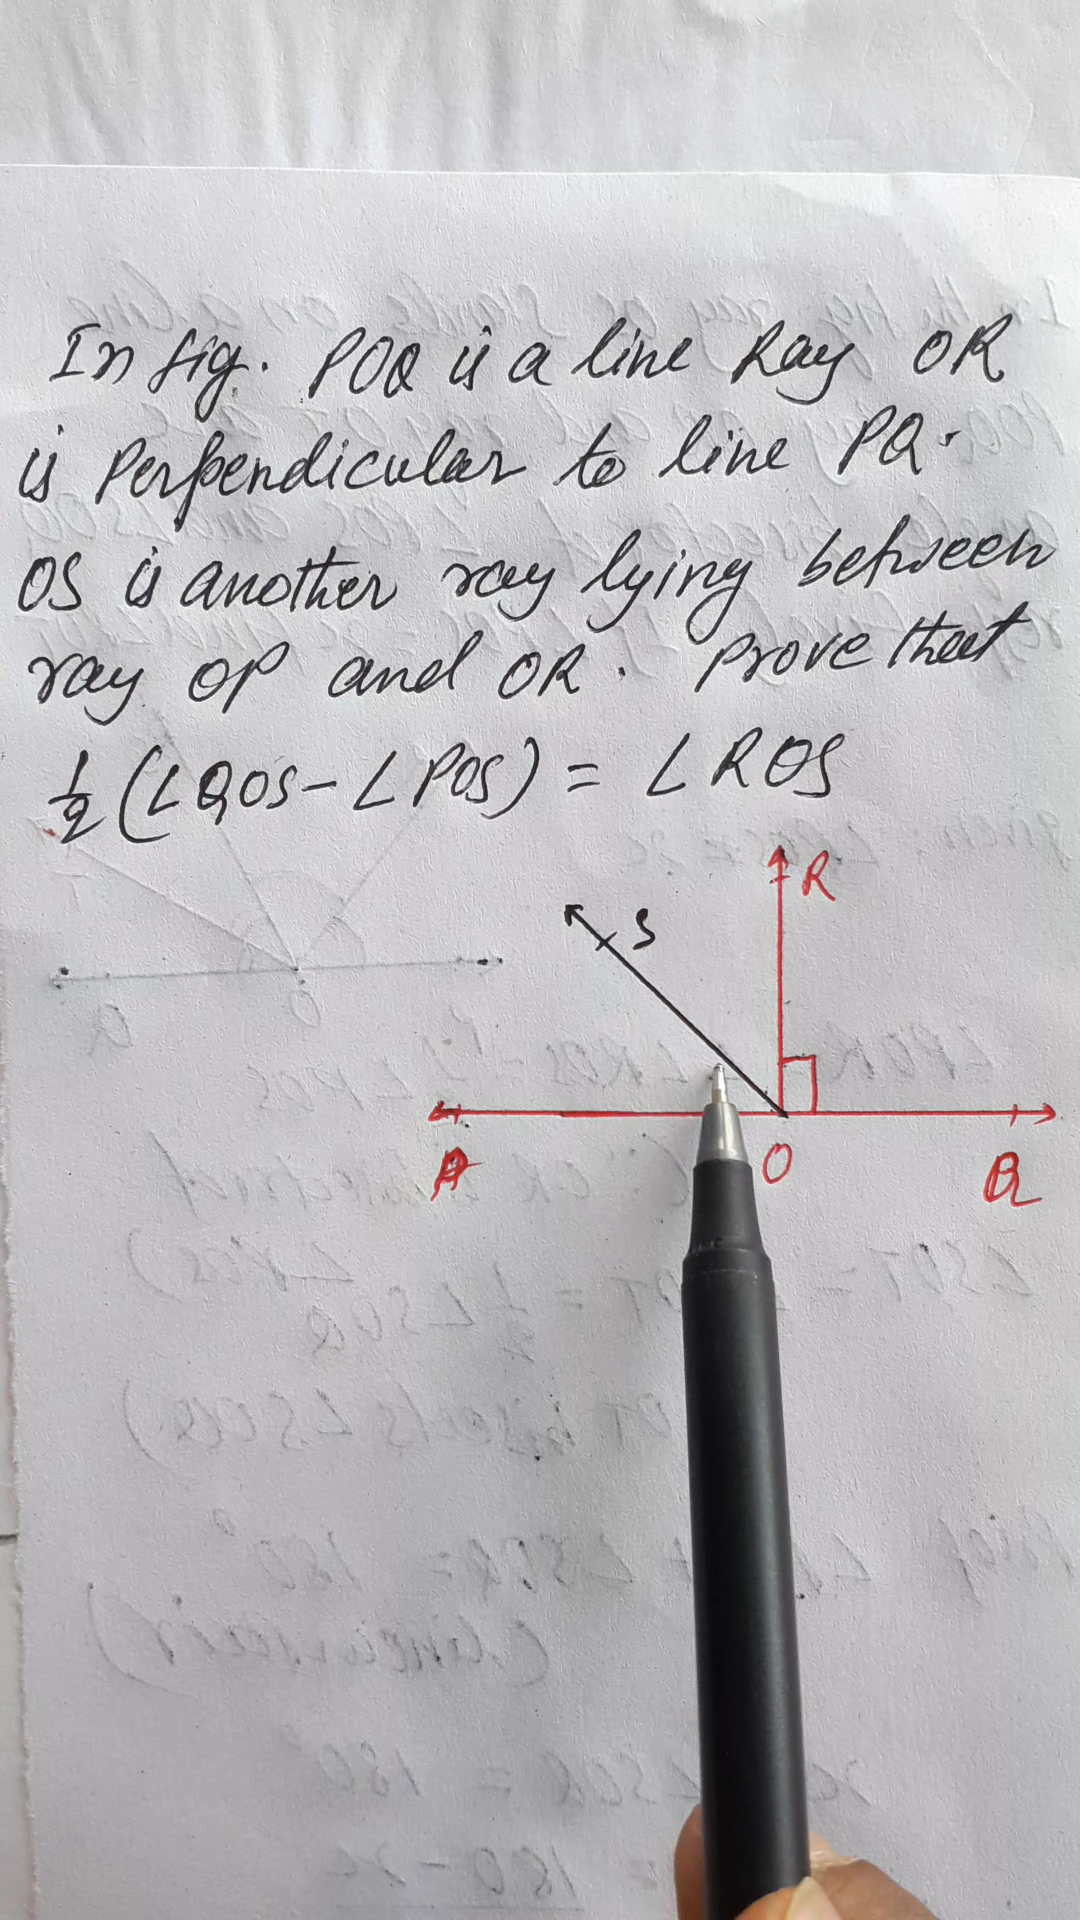 In fig. POQ is a line Ray OR
is Perpendicular to line PQ.
OS is another ray lying between
ray OP and OR. Prove that
1/2 (∠QOS - ∠POS) = ∠ROS
R
S
P
O
Q